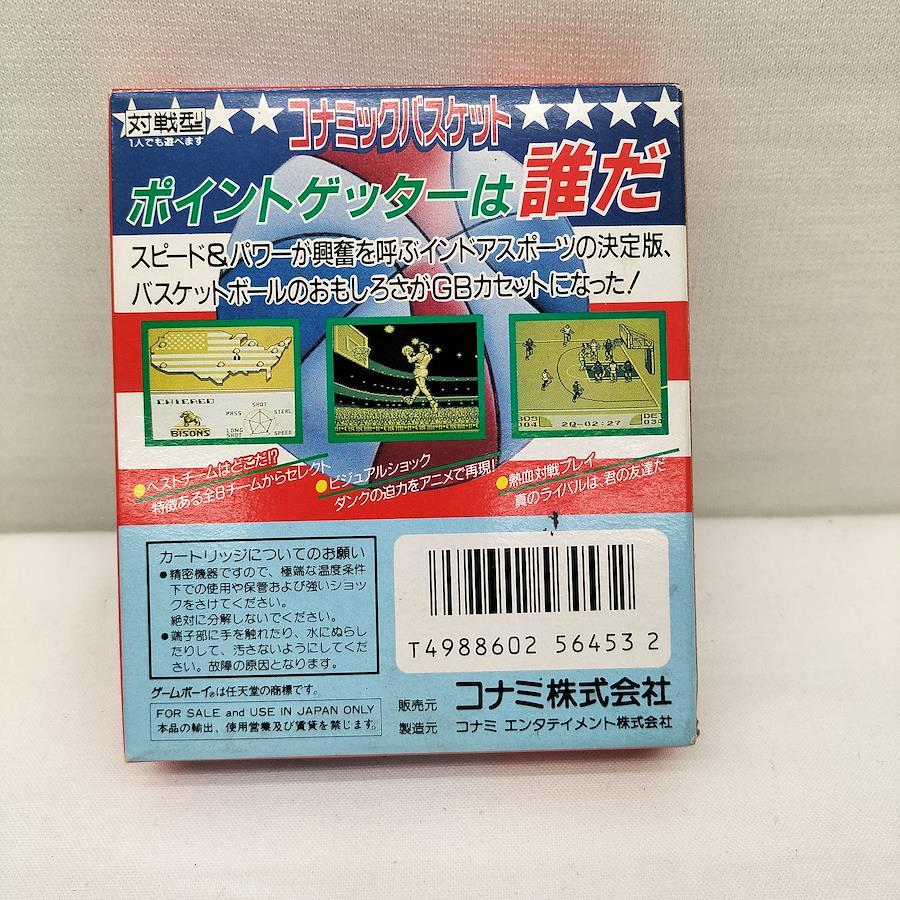 対戦型
1人でも遊べます
コナミックバスケット
ポイントゲッターは誰だ
スピード&パワーが興奮を呼ぶインドアスポーツの決定版、
バスケットボールのおもしろさがGBカセットになった!
CHICAGO
BISONS
SHOT
PASS
STEAL
LONG SHOT
SPEED
2Q-02:27
●ベストチームはどこだ!?
特徴ある全8チームからセレクト
●ビジュアルショック
ダンクの迫力をアニメで再現!
●熱血対戦プレイ
真のライバルは、君の友達だ
カートリッジについてのお願い
●精密機器ですので、極端な温度条件
下での使用や保管および強いショッ
クをさけてください。
絶対に分解しないでください。
●端子部に手を触れたり、水にぬらし
たりして、汚さないようにしてくだ
さい。故障の原因となります。
ゲームボーイ®は任天堂の商標です。
FOR SALE and USE IN JAPAN ONLY
本品の輸出、使用営業及び賃貸を禁じます。
T4988602 56453 2
販売元 コナミ株式会社
製造元 コナミ エンタテイメント株式会社